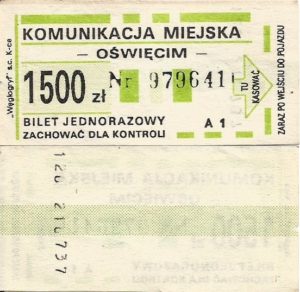 "Węglogryf" s.c. K-ce
KOMUNIKACJA MIEJSKA
– OŚWIĘCIM –
1500 zł
Nr 9796410
BILET JEDNORAZOWY
ZACHOWAĆ DLA KONTROLI
A 1
TU
KASOWAĆ
ZARAZ PO WEJŚCIU DO POJAZDU
126 210737